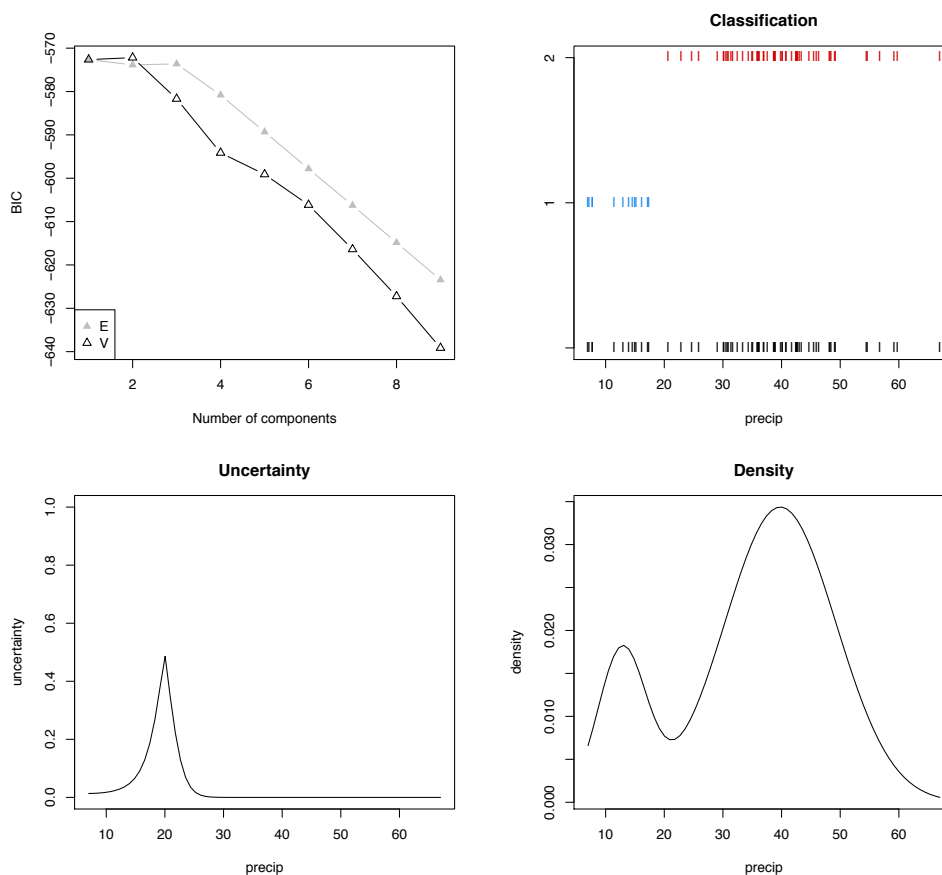 −570
−580
−590
−600
−610
−620
−630
−640
BIC
E
V
2 4 6 8
Number of components
Classification
2
1
10 20 30 40 50 60
precip
Uncertainty
1.0
0.8
0.6
0.4
0.2
0.0
uncertainty
10 20 30 40 50 60
precip
Density
0.030
0.020
0.010
0.000
density
10 20 30 40 50 60
precip